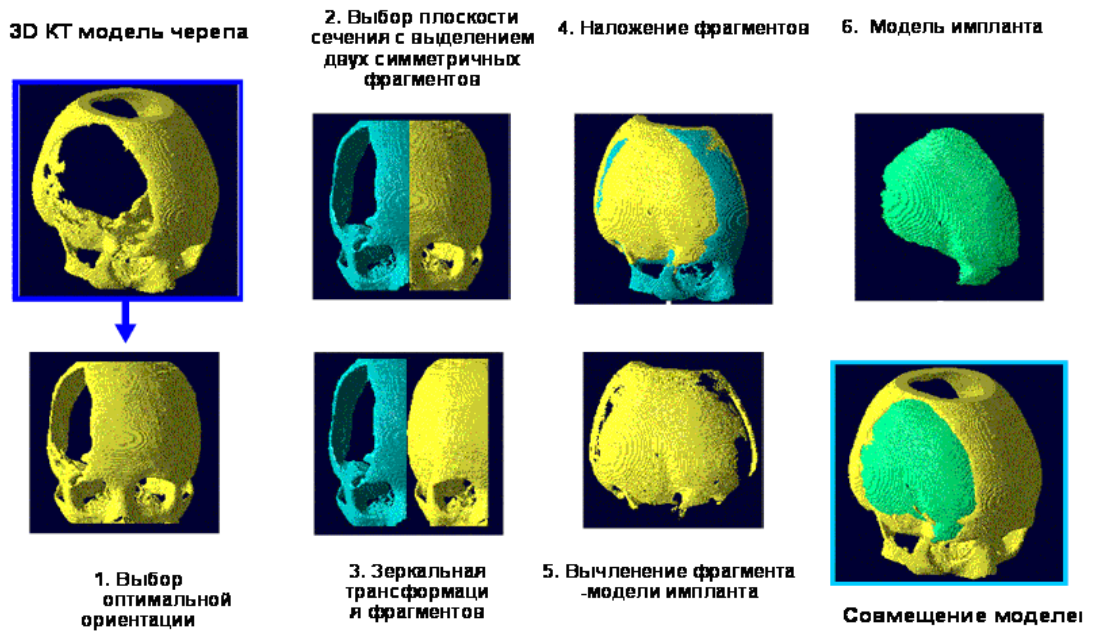 3D КТ модель черепа
2. Выбор плоскости
сечения с выделением
двух симметричных
фрагментов
4. Наложение фрагментов
6. Модель импланта
1. Выбор
оптимальной
ориентации
3. Зеркальная
трансформаци
я фрагментов
5. Вычленение фрагмента
-модели импланта
Совмещение моделе